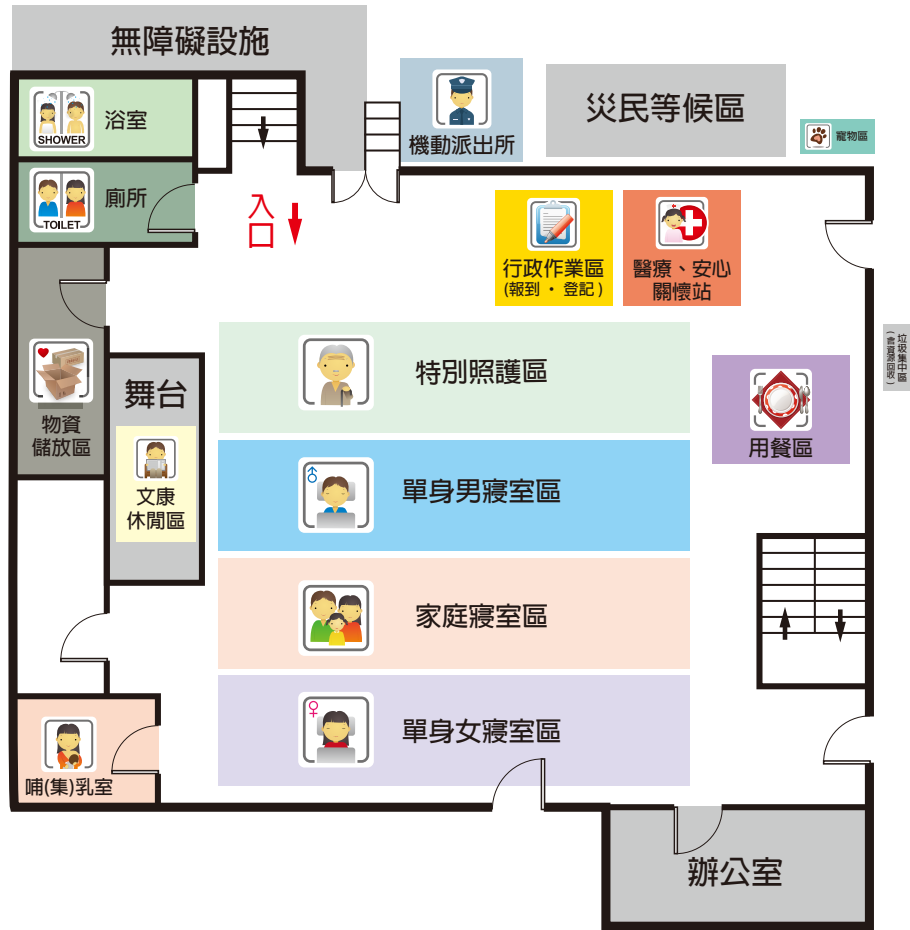 無障礙設施
浴室
SHOWER
廁所
TOILET
機動派出所
災民等候區
寵物區
入
口
行政作業區
(報到 · 登記)
醫療、安心
關懷站
垃圾集中區
(含資源回收)
特別照護區
用餐區
物資
儲放區
舞台
文康
休閒區
單身男寢室區
家庭寢室區
單身女寢室區
哺(集)乳室
辦公室